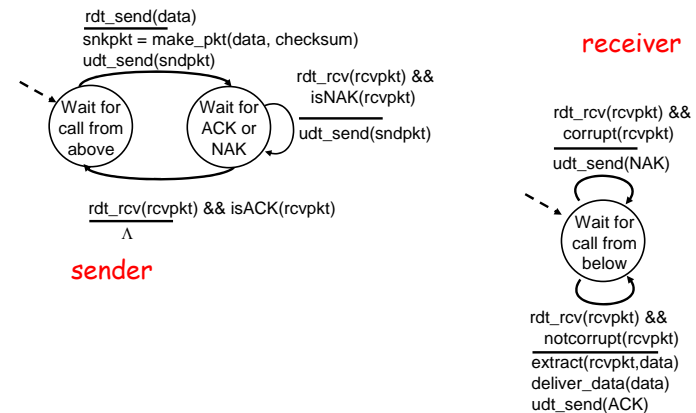 rdt_send(data)
snkpkt = make_pkt(data, checksum)
udt_send(sndpkt)
Wait for
call from
above
Wait for
ACK or
NAK
rdt_rcv(rcvpkt) &&
isNAK(rcvpkt)
udt_send(sndpkt)
rdt_rcv(rcvpkt) && isACK(rcvpkt)
Λ
sender
receiver
rdt_rcv(rcvpkt) &&
corrupt(rcvpkt)
udt_send(NAK)
Wait for
call from
below
rdt_rcv(rcvpkt) &&
notcorrupt(rcvpkt)
extract(rcvpkt,data)
deliver_data(data)
udt_send(ACK)